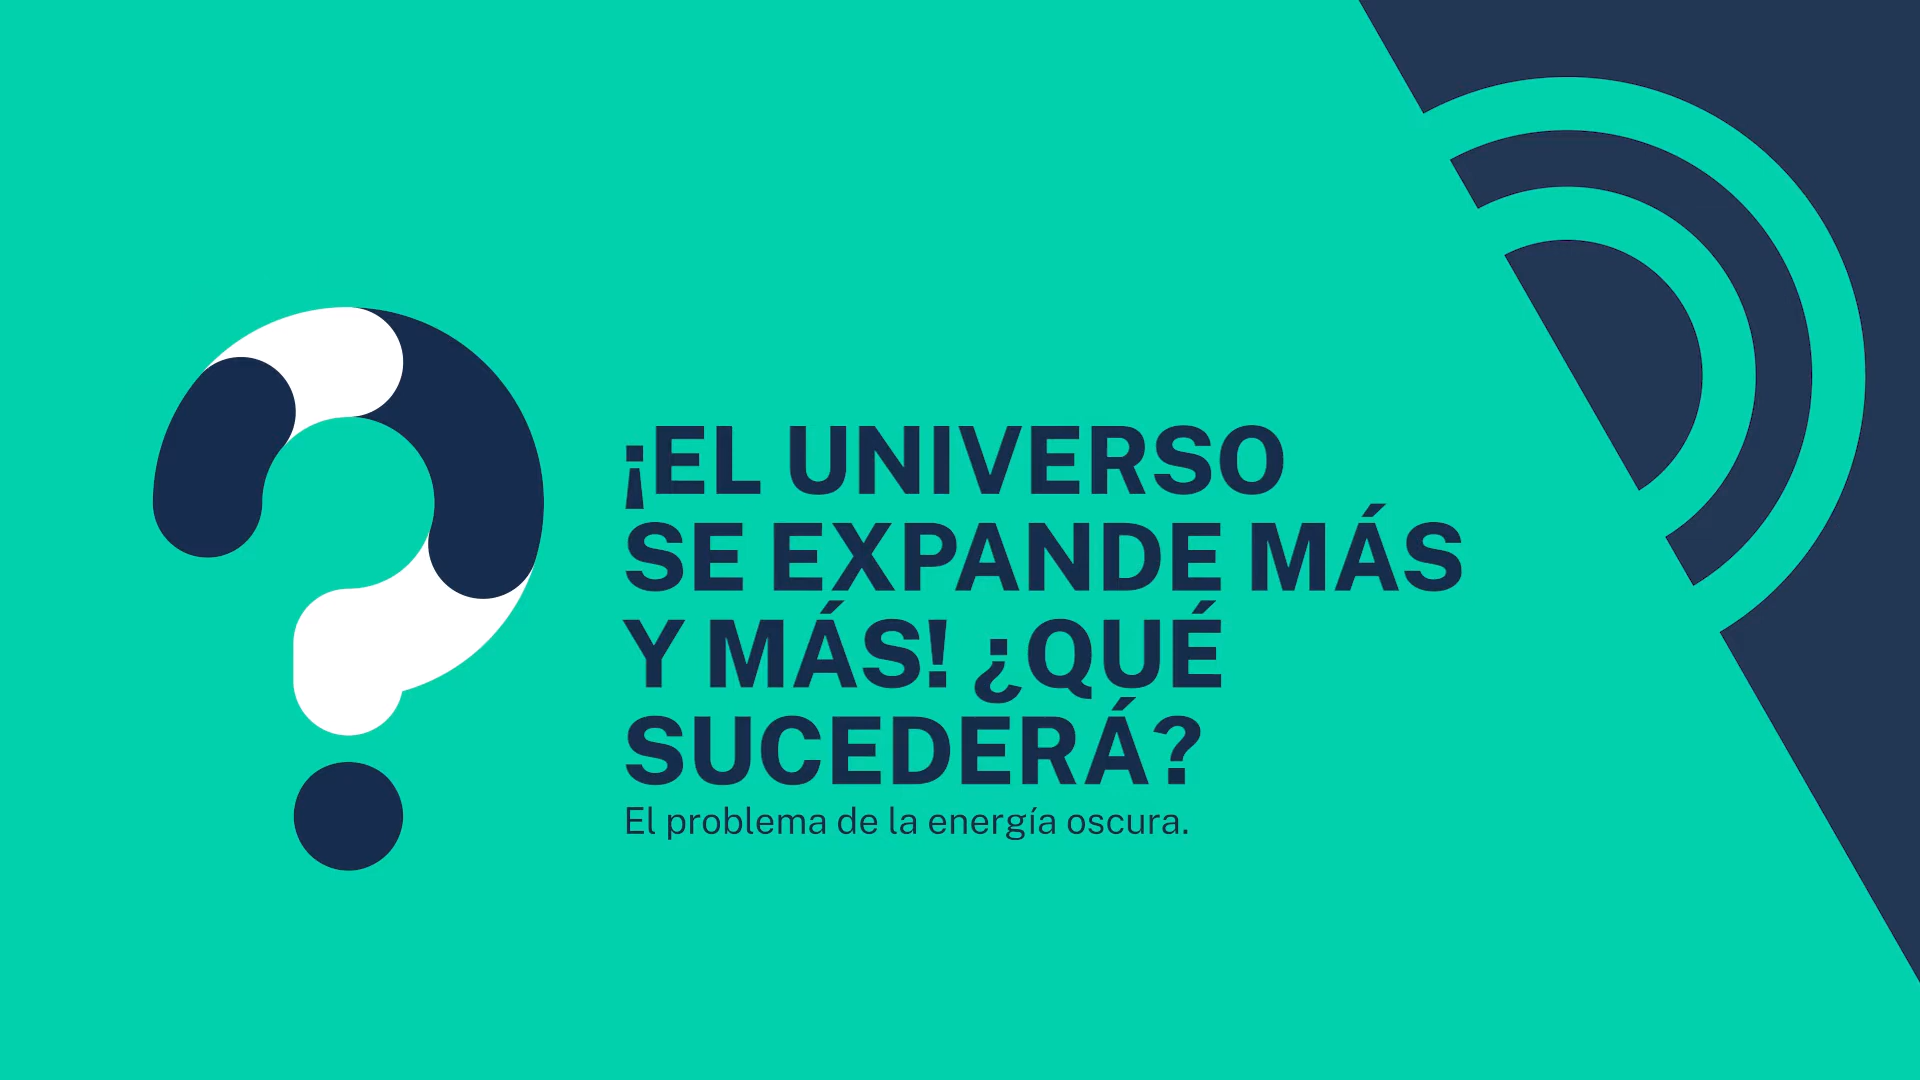 ¡EL UNIVERSO
SE EXPANDE MÁS
Y MÁS! ¿QUÉ
SUCEDERÁ?
El problema de la energía oscura.